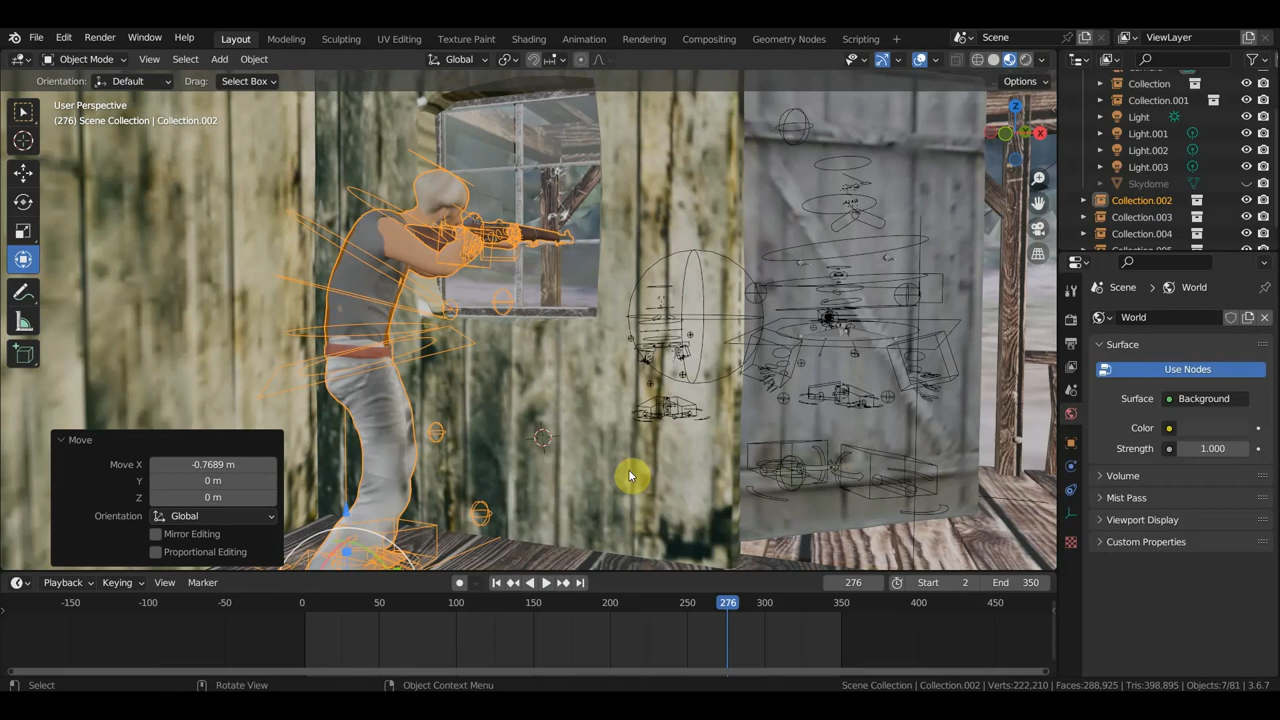 File Edit Render Window Help
Layout Modeling Sculpting UV Editing Texture Paint Shading Animation Rendering Compositing Geometry Nodes Scripting +
Scene
ViewLayer
Object Mode View Select Add Object Global
Orientation: Default Drag: Select Box Options
User Perspective
(276) Scene Collection | Collection.002
Z
X
Collection
Collection.001
Light
Light.001
Light.002
Light.003
Skydome
Collection.002
Collection.003
Collection.004
Scene World
World
Surface
Use Nodes
Surface Background
Color
Strength 1.000
Volume
Mist Pass
Viewport Display
Custom Properties
Move
Move X -0.7689 m
Y 0 m
Z 0 m
Orientation Global
Mirror Editing
Proportional Editing
Playback Keying View Marker 276 Start 2 End 350
-150 -100 -50 0 50 100 150 200 250 276 300 350 400 450
Select Rotate View Object Context Menu Scene Collection | Collection.002 | Verts:222,210 | Faces:288,925 | Tris:398,895 | Objects:7/81 | 3.6.7